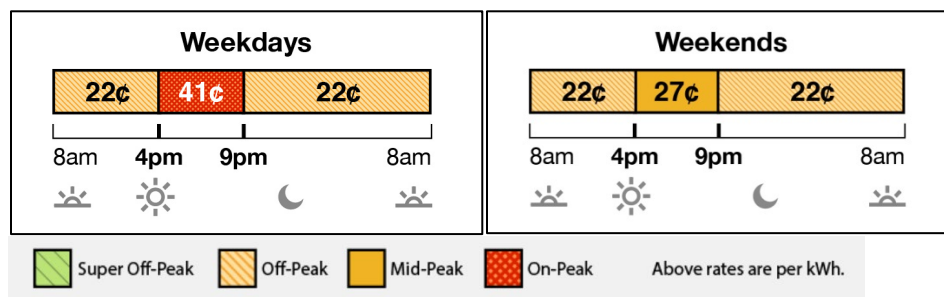 Weekdays
22¢ 41¢ 22¢
8am 4pm 9pm 8am
Weekends
22¢ 27¢ 22¢
8am 4pm 9pm 8am
Super Off-Peak Off-Peak Mid-Peak On-Peak Above rates are per kWh.